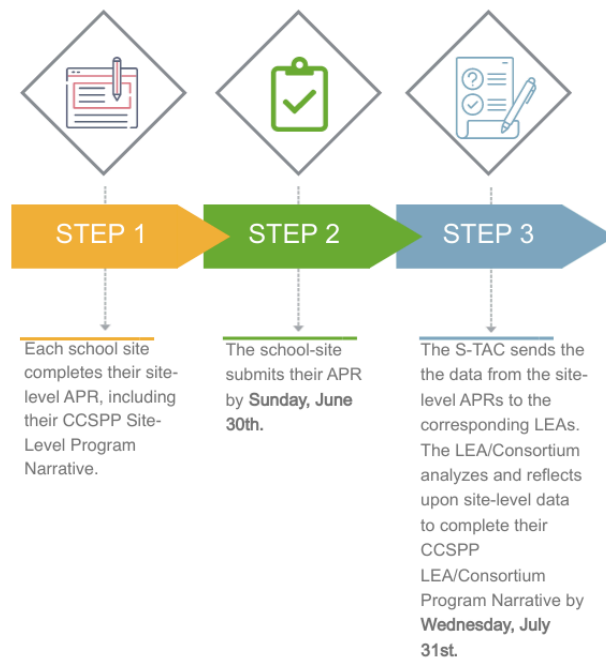 STEP 1
STEP 2
STEP 3
Each school site
completes their site-
level APR, including
their CCSPP Site-
Level Program
Narrative.
The school-site
submits their APR
by Sunday, June
30th.
The S-TAC sends the
the data from the site-
level APRs to the
corresponding LEAs.
The LEA/Consortium
analyzes and reflects
upon site-level data
to complete their
CCSPP
LEA/Consortium
Program Narrative by
Wednesday, July
31st.